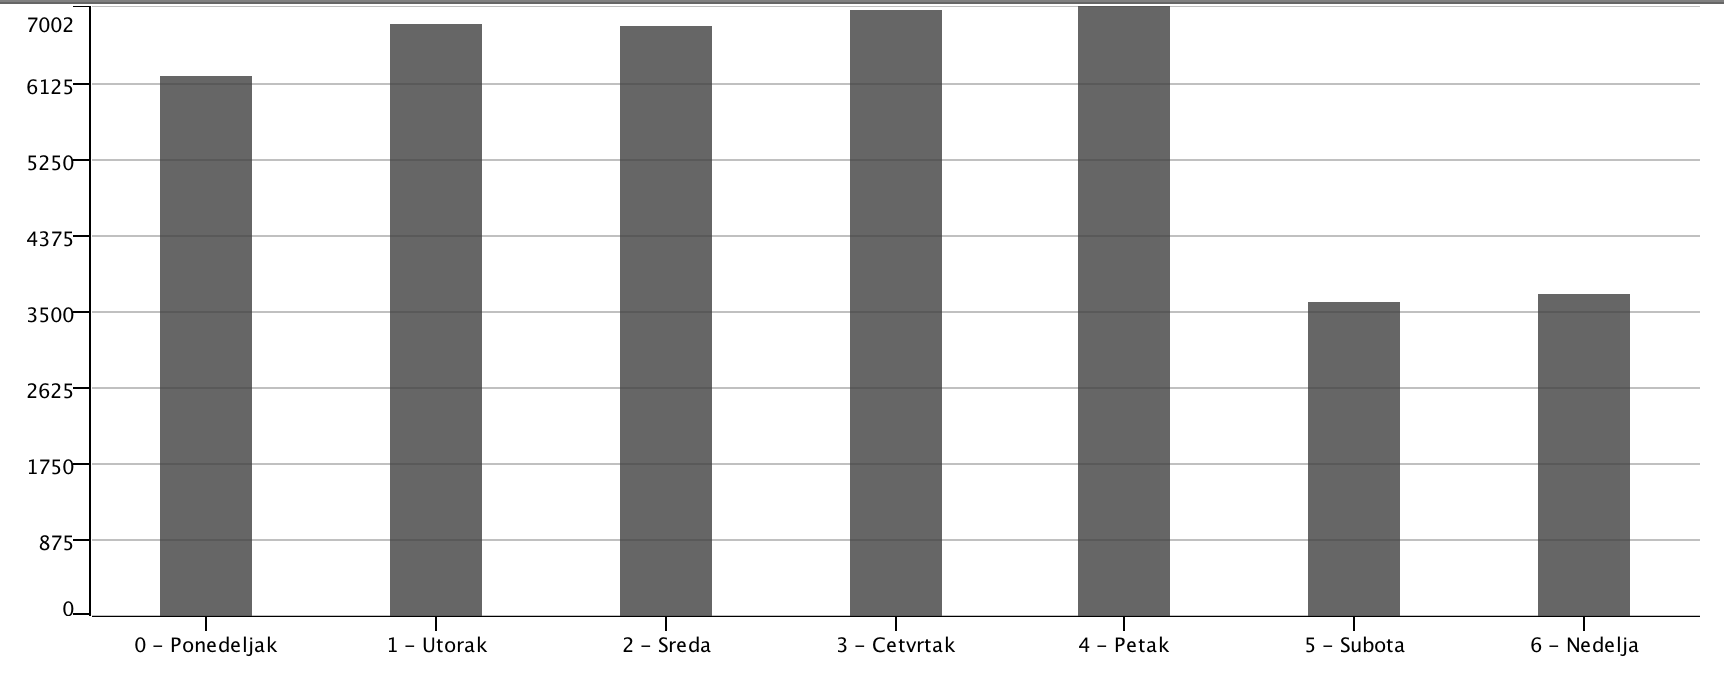 7002
6125
5250
4375
3500
2625
1750
875
0
0 – Ponedeljak
1 – Utorak
2 – Sreda
3 – Cetvrtak
4 – Petak
5 – Subota
6 – Nedelja